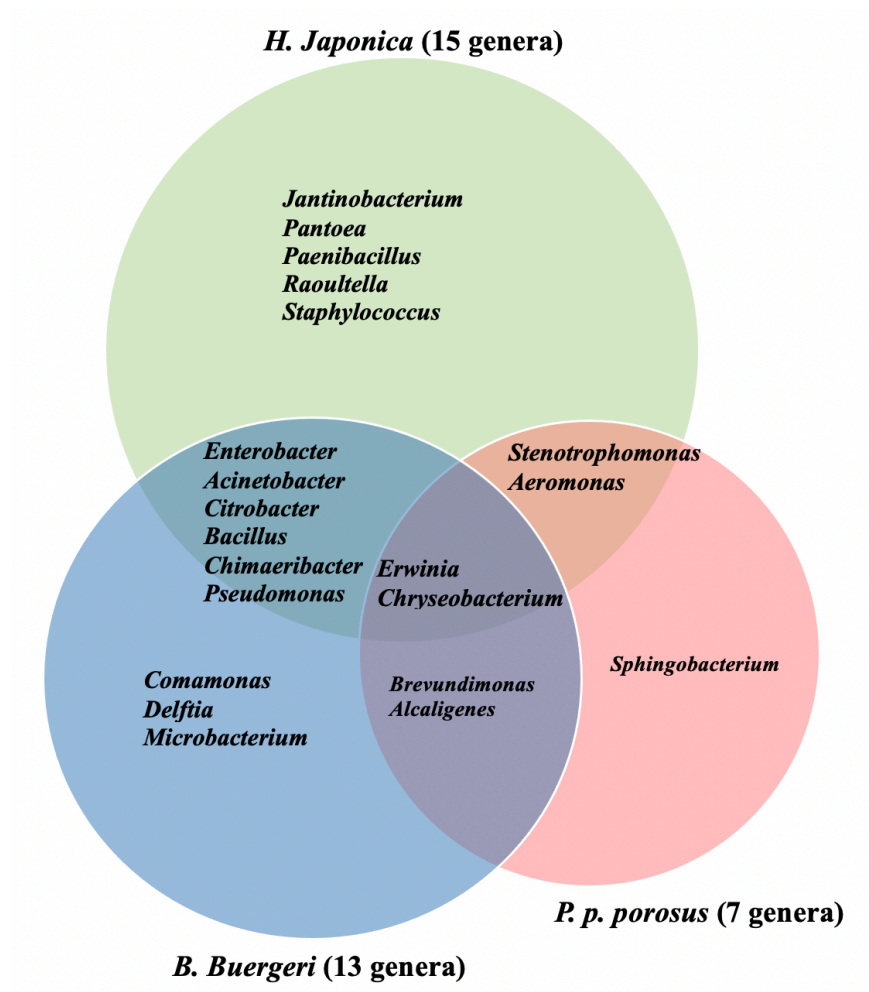 H. Japonica (15 genera)
Jantinobacterium
Pantoea
Paenibacillus
Raoultella
Staphylococcus
Enterobacter
Acinetobacter
Citrobacter
Bacillus
Chimaeribacter
Pseudomonas
Stenotrophomonas
Aeromonas
Erwinia
Chryseobacterium
Comamonas
Delftia
Microbacterium
Brevundimonas
Alcaligenes
Sphingobacterium
P. p. porosus (7 genera)
B. Buergeri (13 genera)